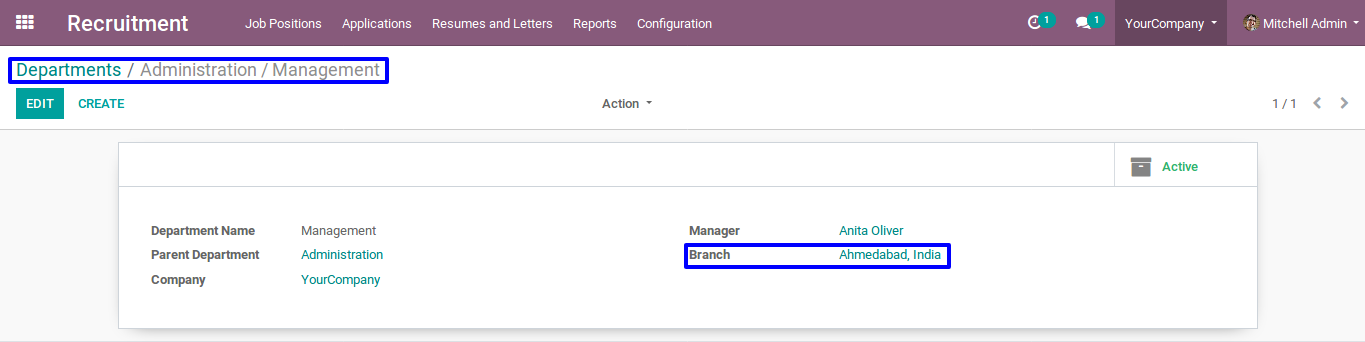 Recruitment Job Positions Applications Resumes and Letters Reports Configuration 1 1 YourCompany Mitchell Admin
Departments / Administration / Management
EDIT CREATE Action 1 / 1
Active
Department Name Management Manager Anita Oliver
Parent Department Administration Branch Ahmedabad, India
Company YourCompany